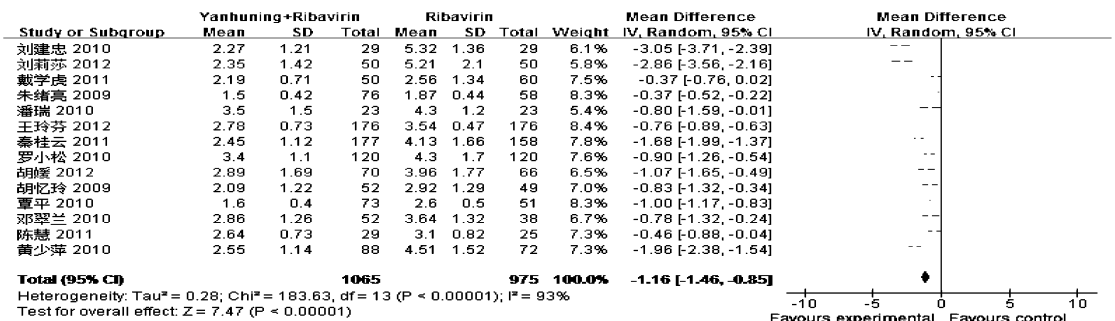 Yanhuning+Ribavirin Ribavirin Mean Difference Mean Difference
Study or Subgroup Mean SD Total Mean SD Total Weight IV, Random, 95% CI IV, Random, 95% CI
刘建忠 2010 2.27 1.21 29 5.32 1.36 29 6.1% -3.05 [-3.71, -2.39]
刘莉莎 2012 2.35 1.42 50 5.21 2.1 50 5.8% -2.86 [-3.56, -2.16]
戴学虎 2011 2.19 0.71 50 2.56 1.34 60 7.5% -0.37 [-0.76, 0.02]
朱绪亮 2009 1.5 0.42 76 1.87 0.44 58 8.3% -0.37 [-0.52, -0.22]
潘瑞 2010 3.5 1.5 23 4.3 1.2 23 5.4% -0.80 [-1.59, -0.01]
王玲芬 2012 2.78 0.73 176 3.54 0.47 176 8.4% -0.76 [-0.89, -0.63]
秦桂云 2011 2.45 1.12 177 4.13 1.66 158 7.8% -1.68 [-1.99, -1.37]
罗小松 2010 3.4 1.1 120 4.3 1.7 120 7.6% -0.90 [-1.26, -0.54]
胡媛 2012 2.89 1.69 70 3.96 1.77 66 6.5% -1.07 [-1.65, -0.49]
胡忆玲 2009 2.09 1.22 52 2.92 1.29 49 7.0% -0.83 [-1.32, -0.34]
覃平 2010 1.6 0.4 73 2.6 0.5 51 8.3% -1.00 [-1.17, -0.83]
邓翠兰 2010 2.86 1.26 52 3.64 1.32 38 6.7% -0.78 [-1.32, -0.24]
陈慧 2011 2.64 0.73 29 3.1 0.82 25 7.3% -0.46 [-0.88, -0.04]
黄少萍 2010 2.55 1.14 88 4.51 1.52 72 7.3% -1.96 [-2.38, -1.54]
Total (95% CI) 1065 975 100.0% -1.16 [-1.46, -0.85]
Heterogeneity: Tau² = 0.28; Chi² = 183.63, df = 13 (P < 0.00001); I² = 93%
Test for overall effect: Z = 7.47 (P < 0.00001)
-10 -5 0 5 10
Favours experimental Favours control